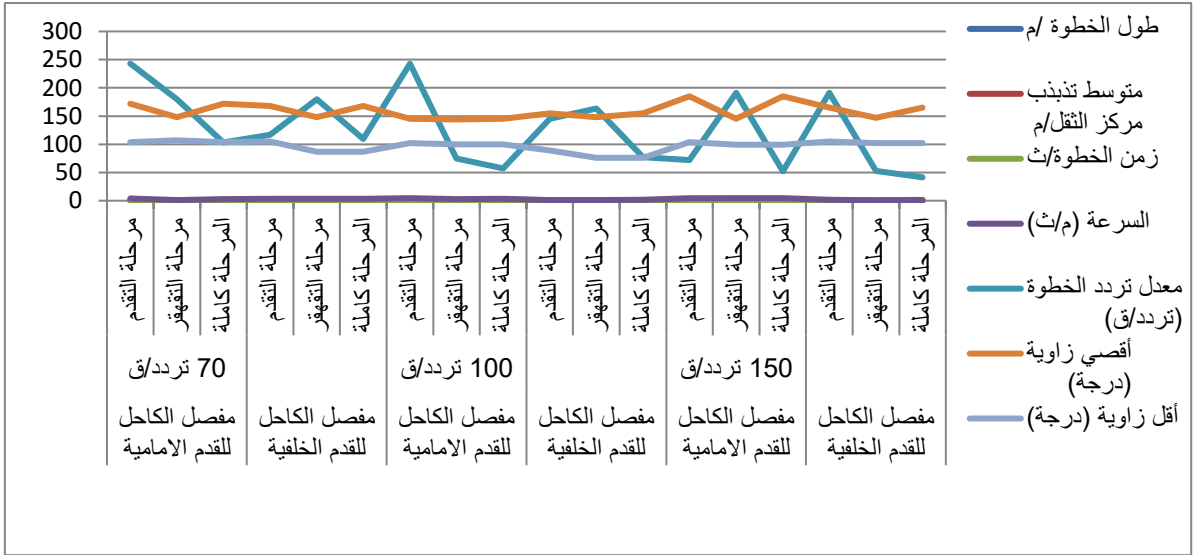 300
250
200
150
100
50
0
مرحلة التقدم
مرحلة التقهقر
المرحلة كاملة
مرحلة التقدم
مرحلة التقهقر
المرحلة كاملة
مرحلة التقدم
مرحلة التقهقر
المرحلة كاملة
مرحلة التقدم
مرحلة التقهقر
المرحلة كاملة
مرحلة التقدم
مرحلة التقهقر
المرحلة كاملة
مرحلة التقدم
مرحلة التقهقر
المرحلة كاملة
70 تردد/ق
100 تردد/ق
150 تردد/ق
مفصل الكاحل
للقدم الامامية
مفصل الكاحل
للقدم الخلفية
مفصل الكاحل
للقدم الامامية
مفصل الكاحل
للقدم الخلفية
مفصل الكاحل
للقدم الامامية
مفصل الكاحل
للقدم الخلفية
طول الخطوة /م
متوسط تذبذب
مركز الثقل/م
زمن الخطوة/ث
السرعة (م/ث)
معدل تردد الخطوة
(تردد/ق)
أقصي زاوية
(درجة)
أقل زاوية (درجة)